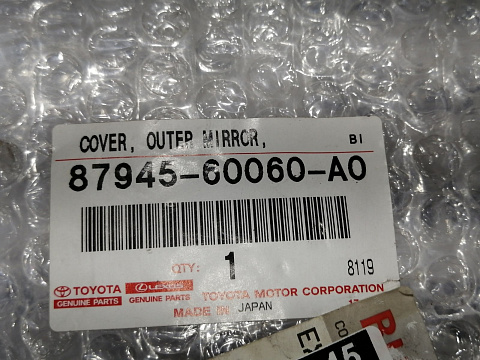 COVER, OUTER MIRROR, BI
87945-60060-A0
QTY: 1 8119
TOYOTA LEXUS
GENUINE PARTS GENUINE PARTS TOYOTA MOTOR CORPORATION
MADE IN JAPAN